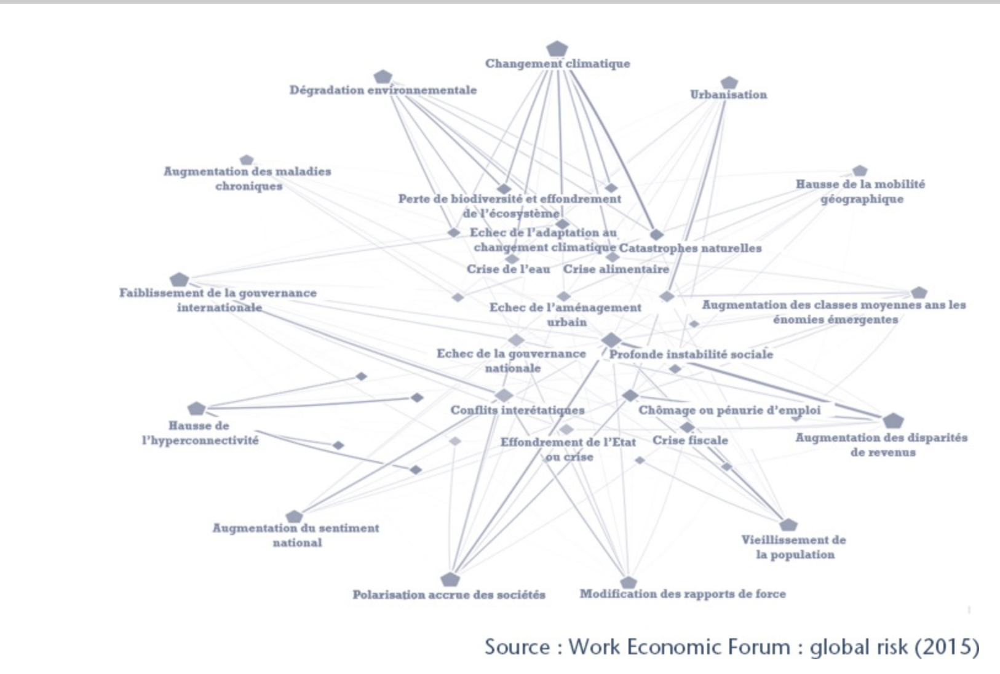 Changement climatique
Dégradation environnementale
Urbanisation
Augmentation des maladies
chroniques
Hausse de la mobilité
géographique
Perte de biodiversité et effondrement
de l'écosystème
Echec de l'adaptation au
changement climatique
Catastrophes naturelles
Crise de l'eau
Crise alimentaire
Faiblissement de la gouvernance
internationale
Echec de l'aménagement
urbain
Augmentation des classes moyennes ans les
énomies émergentes
Echec de la gouvernance
nationale
Profonde instabilité sociale
Conflits interétatiques
Chômage ou pénurie d'emploi
Hausse de
l'hyperconnectivité
Effondrement de l'Etat
ou crise
Crise fiscale
Augmentation des disparités
de revenus
Augmentation du sentiment
national
Vieillissement de
la population
Polarisation accrue des sociétés
Modification des rapports de force
Source : Work Economic Forum : global risk (2015)